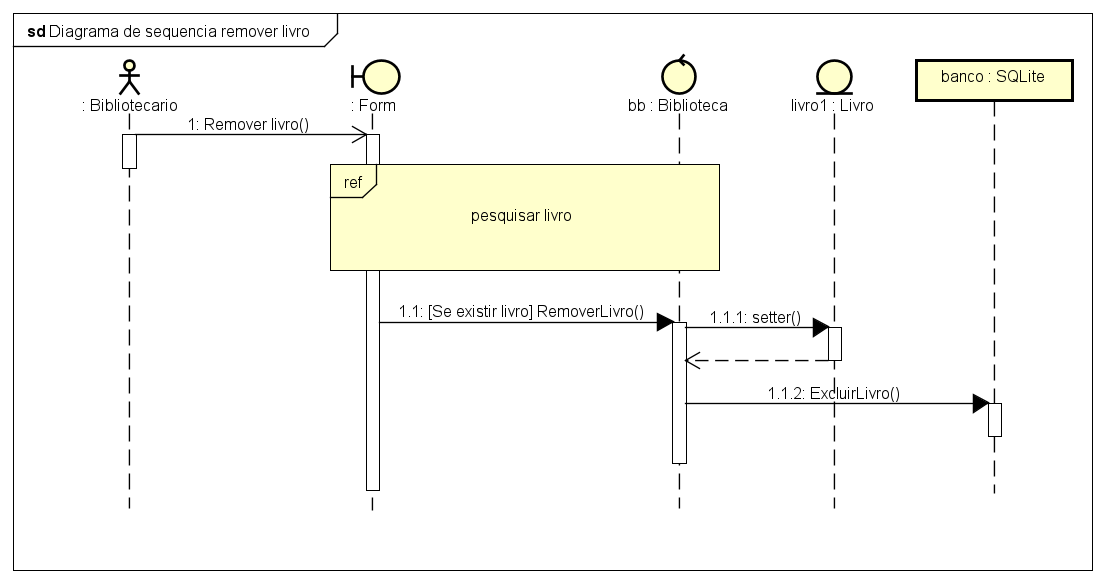 sd Diagrama de sequencia remover livro
: Bibliotecario
: Form
bb : Biblioteca
livro1 : Livro
banco : SQLite
1: Remover livro()
ref
pesquisar livro
1.1: [Se existir livro] RemoverLivro()
1.1.1: setter()
1.1.2: ExcluirLivro()